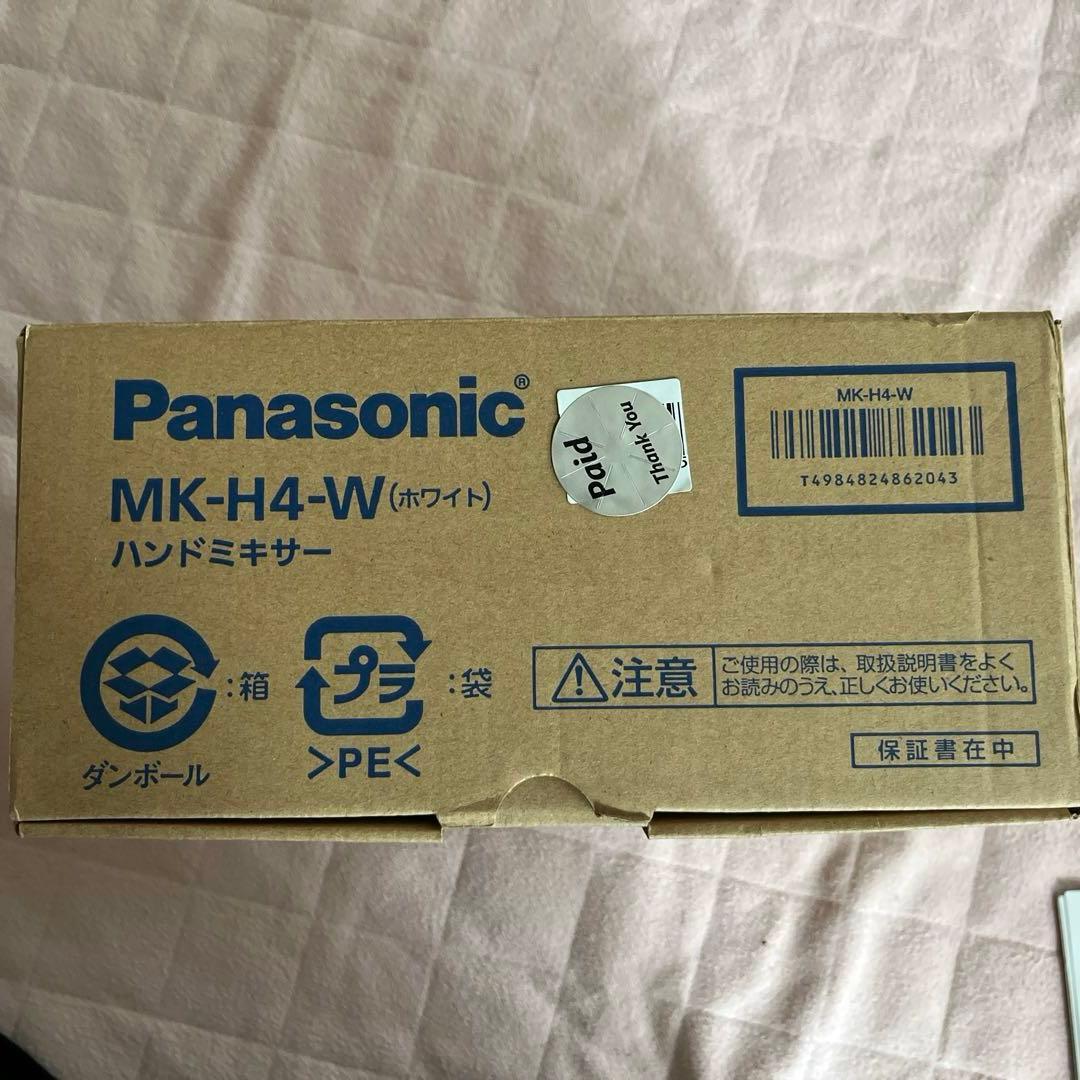 Panasonic®
MK-H4-W(ホワイト)
ハンドミキサー
Paid
Thank You
MK-H4-W
T4984824862043
ダンボール
:箱
プラ
>PE<
:袋
注意
ご使用の際は、取扱説明書をよく
お読みのうえ、正しくお使いください。
保証書在中